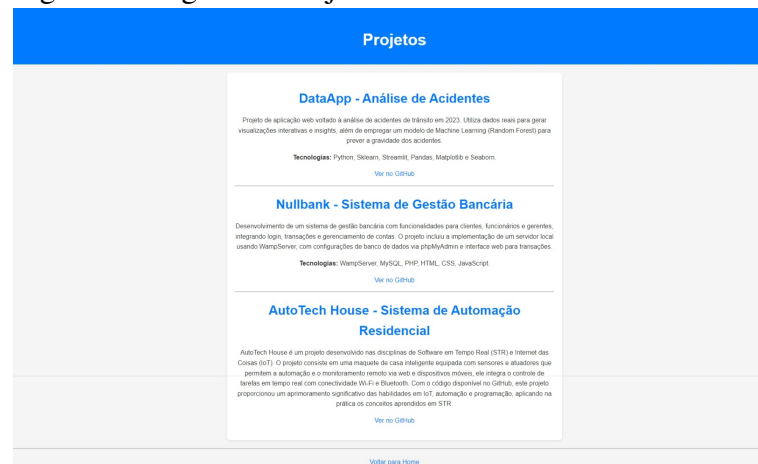 Projetos
DataApp - Análise de Acidentes
Projeto de aplicação web voltado à análise de acidentes de trânsito em 2023. Utiliza dados reais para gerar
visualizações interativas e insights, além de empregar um modelo de Machine Learning (Random Forest) para
prever a gravidade dos acidentes.
Tecnologias: Python, Sklearn, Streamlit, Pandas, Matplotlib e Seaborn.
Ver no GitHub
Nullbank - Sistema de Gestão Bancária
Desenvolvimento de um sistema de gestão bancária com funcionalidades para clientes, funcionários e gerentes,
integrando login, transações e gerenciamento de contas. O projeto incluiu a implementação de um servidor local
usando WampServer, com configurações de banco de dados via phpMyAdmin e interface web para transações.
Tecnologias: WampServer, MySQL, PHP, HTML, CSS, JavaScript.
Ver no GitHub
AutoTech House - Sistema de Automação
Residencial
AutoTech House é um projeto desenvolvido nas disciplinas de Software em Tempo Real (STR) e Internet das
Coisas (IoT). O projeto consiste em uma maquete de casa inteligente equipada com sensores e atuadores que
permitem a automação e o monitoramento remoto via web e dispositivos móveis, ele integra o controle de
tarefas em tempo real com conectividade Wi-Fi e Bluetooth. Com o código disponível no GitHub, este projeto
proporcionou um aprimoramento significativo das habilidades em IoT, automação e programação, aplicando na
prática os conceitos aprendidos em STR.
Ver no GitHub
Voltar para Home